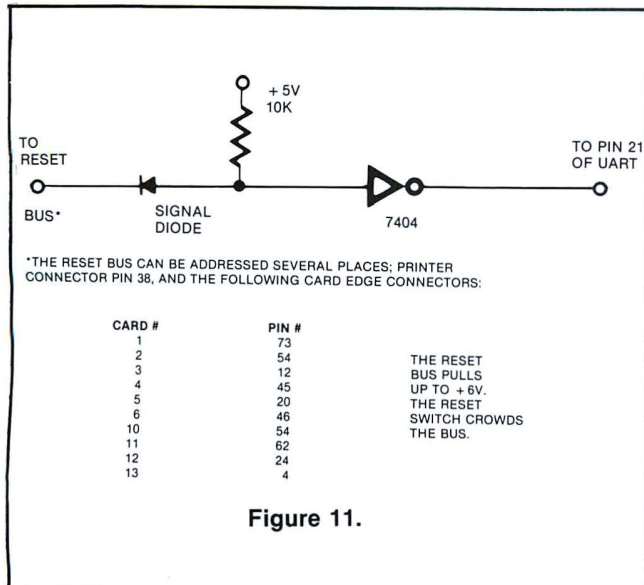 + 5V
10K
TO
RESET
TO PIN 21
OF UART
BUS*
SIGNAL
DIODE
7404
*THE RESET BUS CAN BE ADDRESSED SEVERAL PLACES; PRINTER
CONNECTOR PIN 38, AND THE FOLLOWING CARD EDGE CONNECTORS:
CARD # PIN #
1 73
2 54
3 12
4 45
5 20
6 46
10 54
11 62
12 24
13 4
THE RESET
BUS PULLS
UP TO + 6V.
THE RESET
SWITCH CROWDS
THE BUS.
Figure 11.